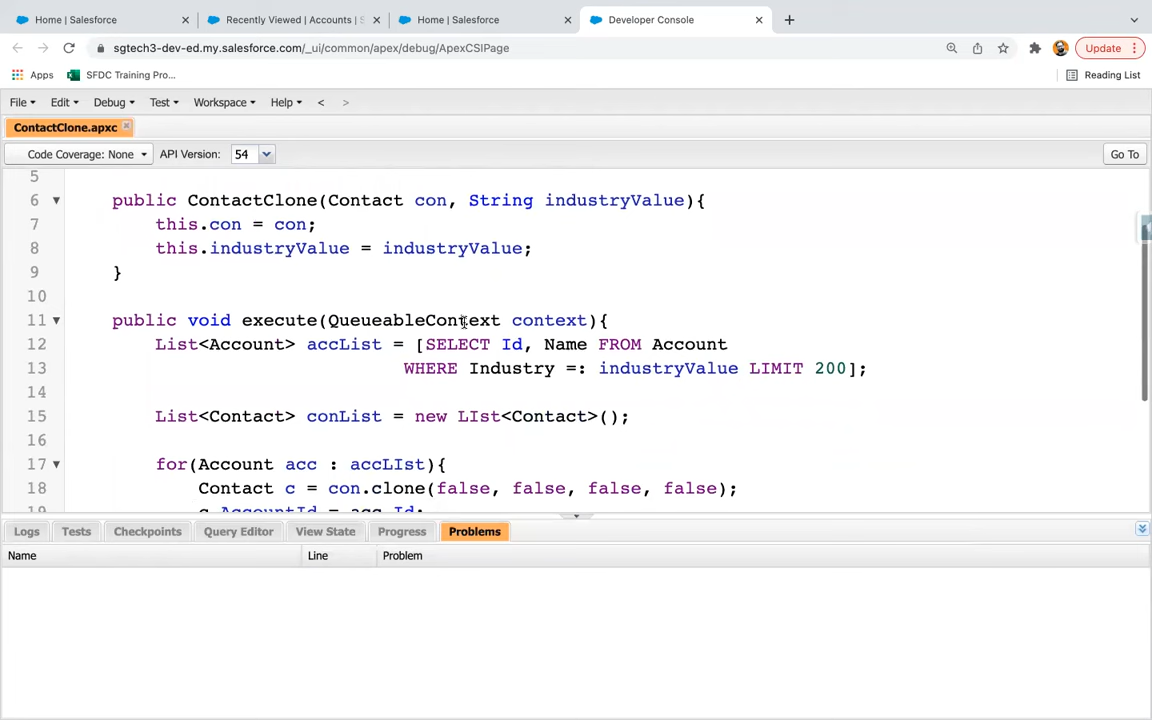 Home | Salesforce
Recently Viewed | Accounts | S
Home | Salesforce
Developer Console
sgtech3-dev-ed.my.salesforce.com/_ui/common/apex/debug/ApexCSIPage
Update
Apps
SFDC Training Pro...
Reading List
File
Edit
Debug
Test
Workspace
Help
<
>
ContactClone.apxc
Code Coverage: None
API Version:
54
Go To
5
6 public ContactClone(Contact con, String industryValue){
7 this.con = con;
8 this.industryValue = industryValue;
9 }
10
11 public void execute(QueueableContext context){
12 List<Account> accList = [SELECT Id, Name FROM Account
13 WHERE Industry =: industryValue LIMIT 200];
14
15 List<Contact> conList = new LIst<Contact>();
16
17 for(Account acc : accLIst){
18 Contact c = con.clone(false, false, false, false);
19 c.AccountId = acc.Id;
Logs
Tests
Checkpoints
Query Editor
View State
Progress
Problems
Name
Line
Problem